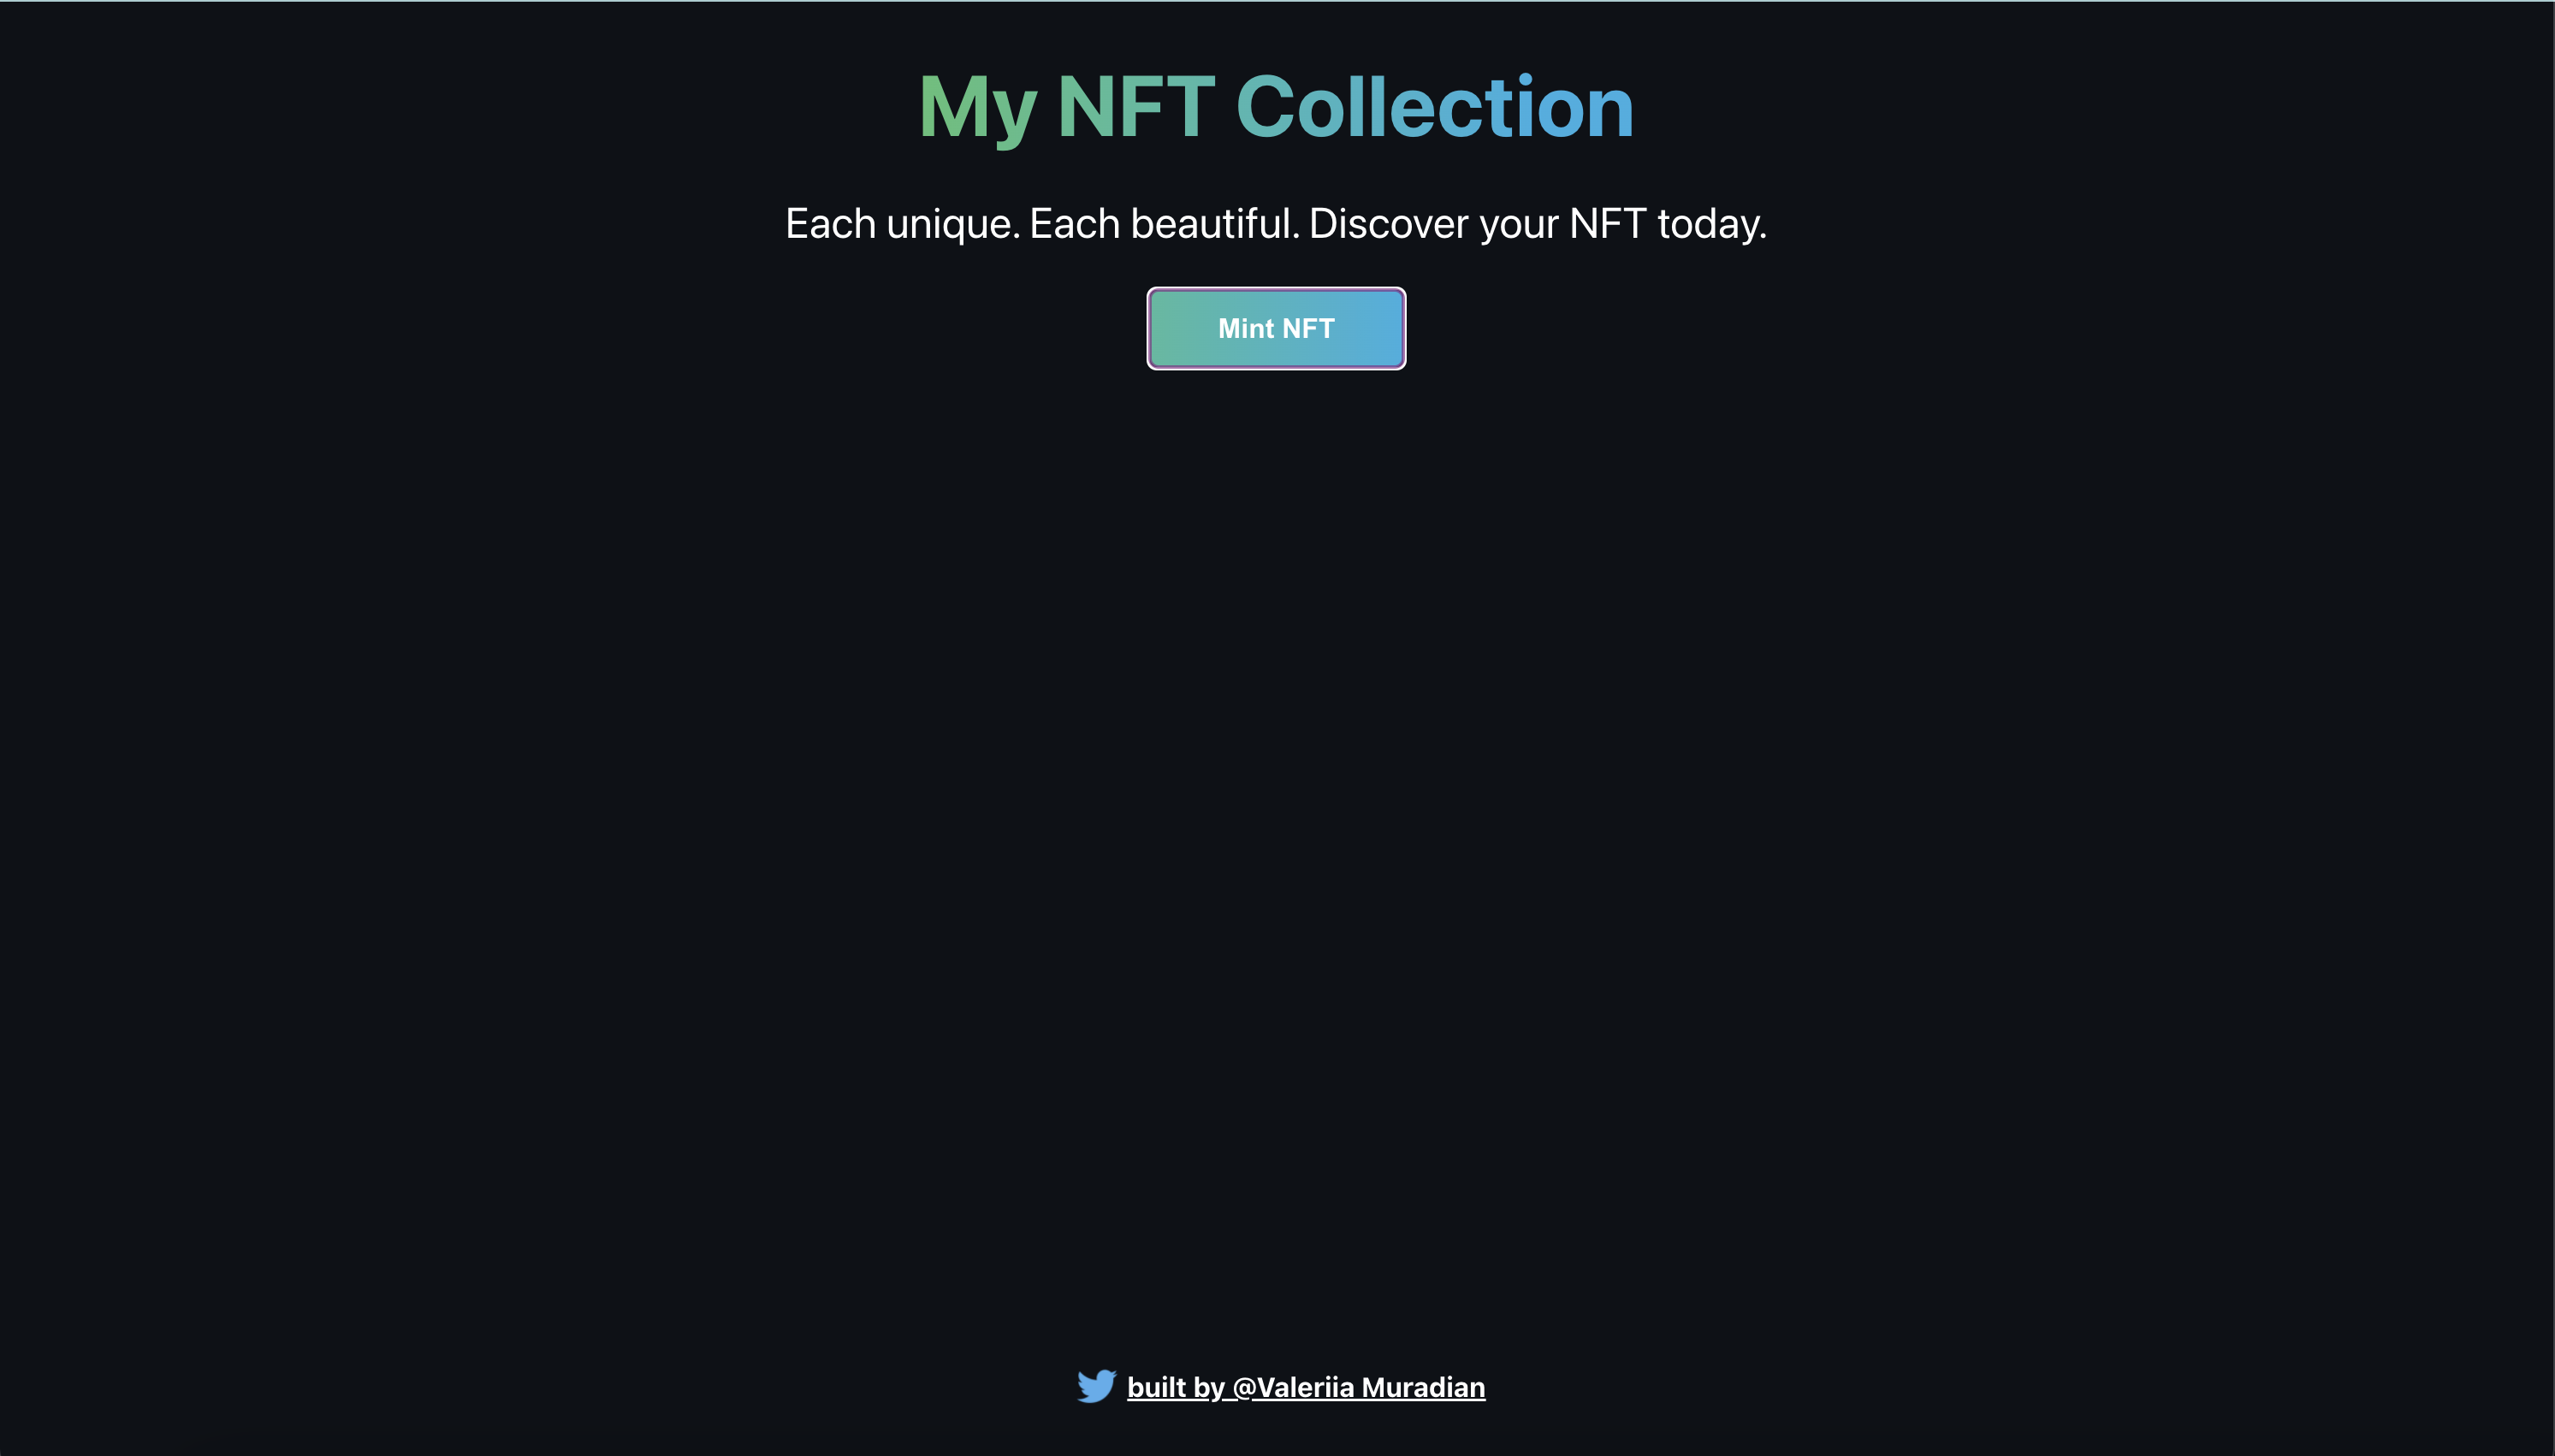 My NFT Collection
Each unique. Each beautiful. Discover your NFT today.
Mint NFT
built by @Valeriia Muradian